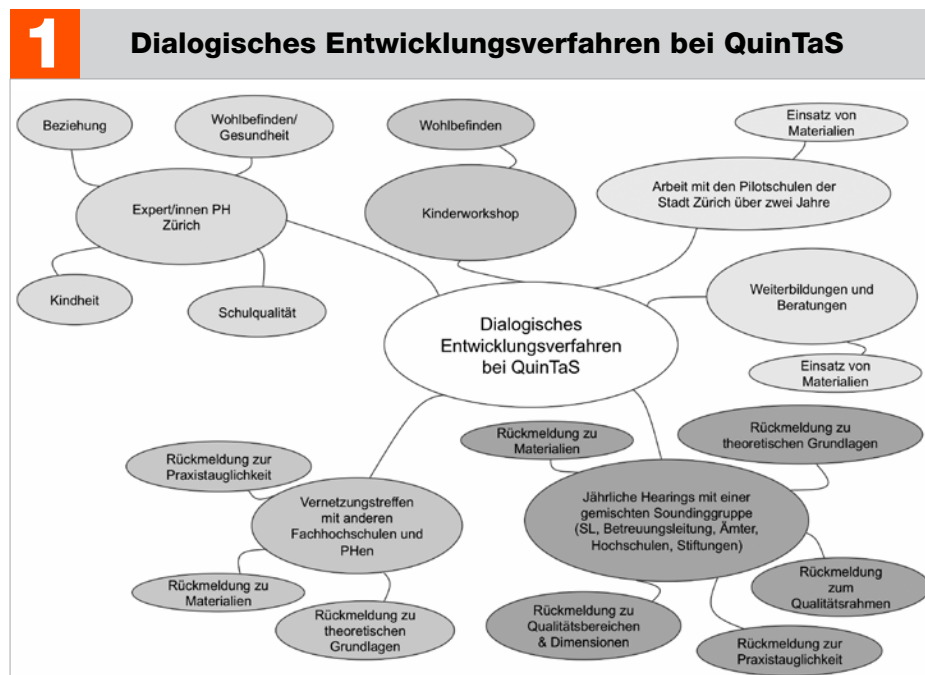 1
Dialogisches Entwicklungsverfahren bei QuinTaS
Beziehung
Wohlbefinden/
Gesundheit
Expert/innen PH
Zürich
Kindheit
Schulqualität
Wohlbefinden
Kinderworkshop
Einsatz von
Materialien
Arbeit mit den Pilotschulen der
Stadt Zürich über zwei Jahre
Weiterbildungen und
Beratungen
Einsatz von
Materialien
Dialogisches
Entwicklungsverfahren
bei QuinTaS
Rückmeldung zur
Praxistauglichkeit
Vernetzungstreffen
mit anderen
Fachhochschulen und
PHen
Rückmeldung zu
Materialien
Rückmeldung zu
theoretischen
Grundlagen
Rückmeldung zu
Materialien
Rückmeldung zu
theoretischen Grundlagen
Jährliche Hearings mit einer
gemischten Soundinggruppe
(SL, Betreuungsleitung, Ämter,
Hochschulen, Stiftungen)
Rückmeldung
zum
Qualitätsrahmen
Rückmeldung zu
Qualitätsbereichen
& Dimensionen
Rückmeldung zur
Praxistauglichkeit